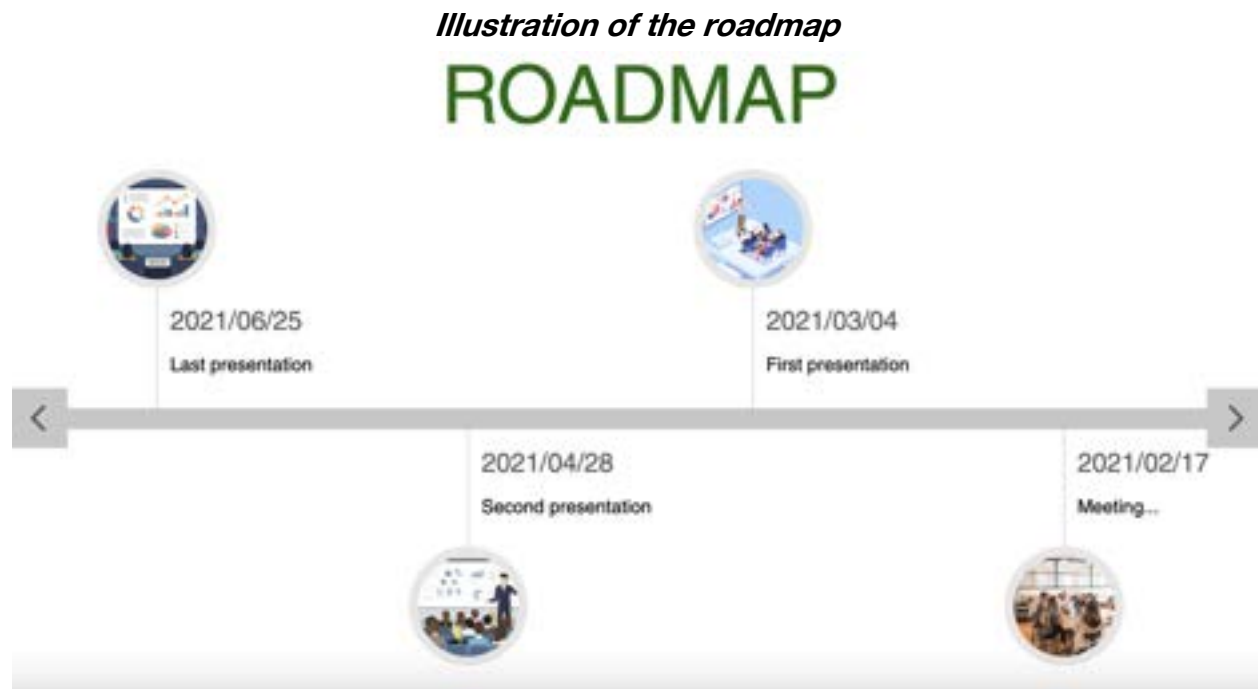 Illustration of the roadmap
ROADMAP
2021/06/25
Last presentation
2021/03/04
First presentation
2021/04/28
Second presentation
2021/02/17
Meeting...